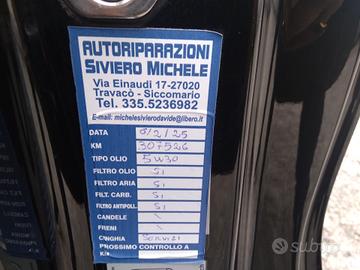 AUTORIPARAZIONI
SIVIERO MICHELE
Via Einaudi 17-27020
Travacò - Siccomario
Tel. 335.5236982
E-mail: michelesivierodavide@libero.it
DATA 6/2/25
KM 307526
TIPO OLIO 5W30
FILTRO OLIO SI
FILTRO ARIA SI
FILT. CARB. SI
FILTRO ANTIPOLL. SI
CANDELE \
FRENI \
CINGHIA SERVIZI
PROSSIMO CONTROLLO A
subito